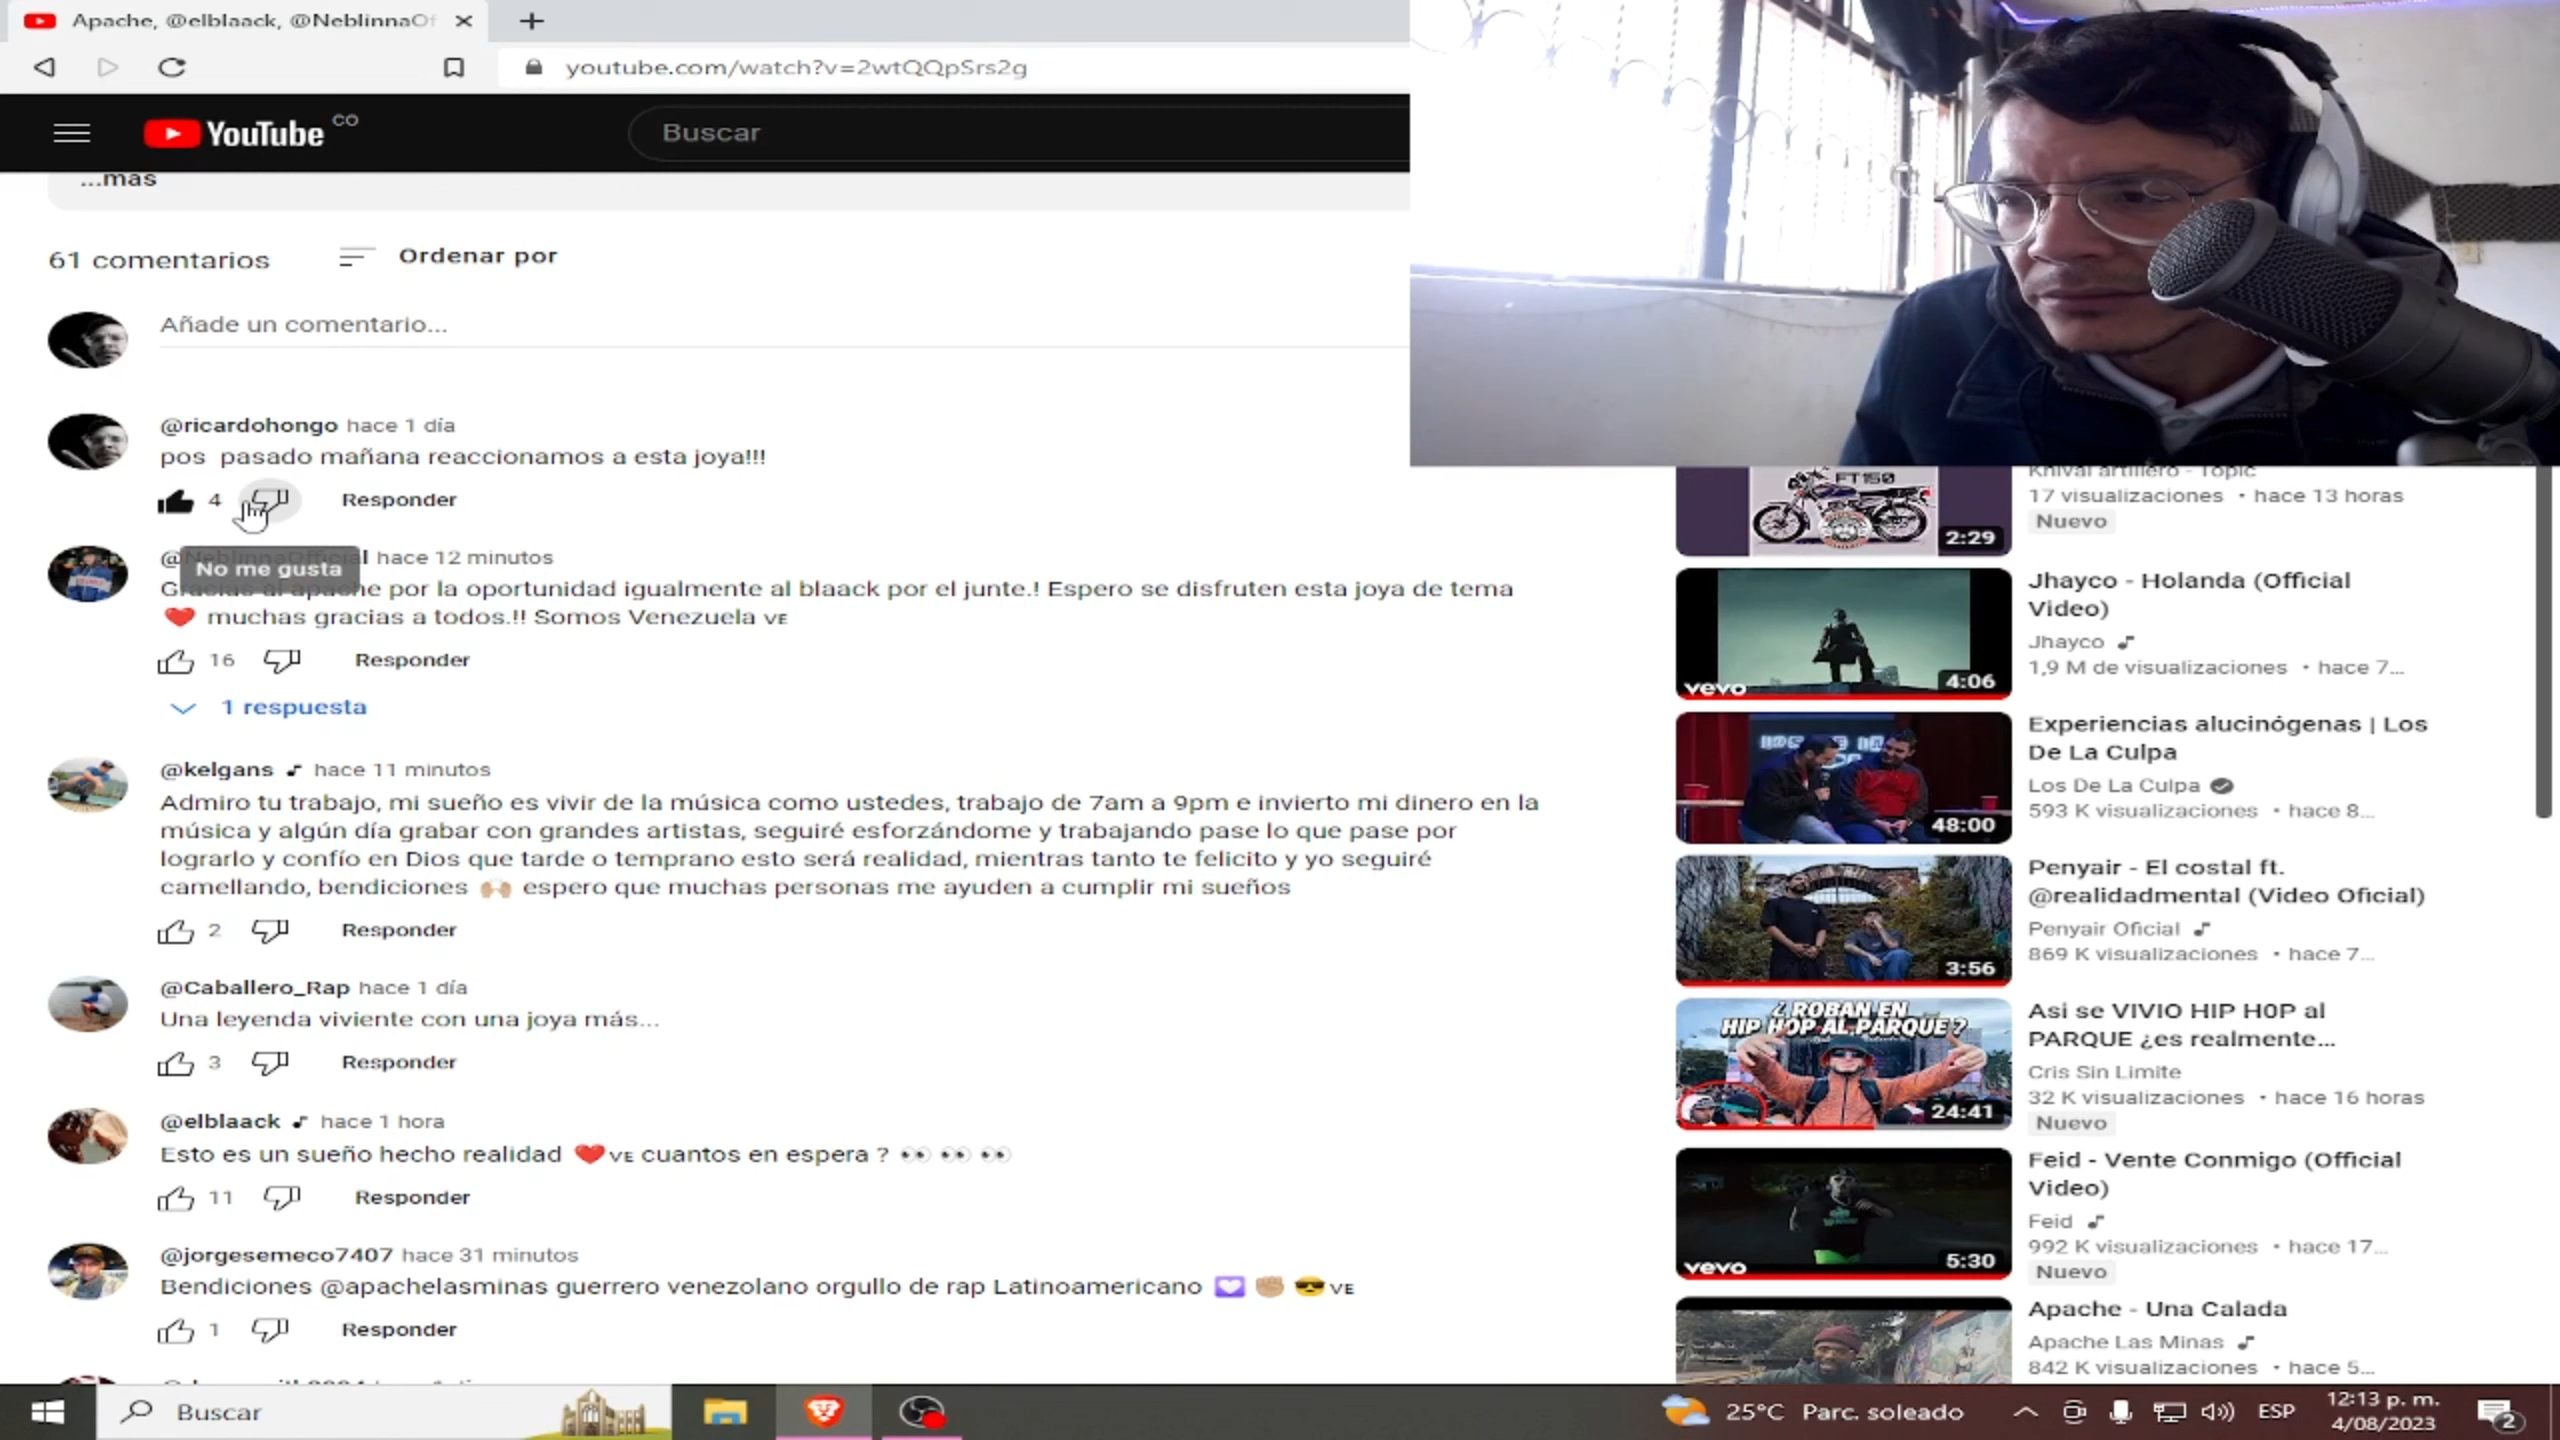 Apache, @elblaack, @NeblinnaOf
youtube.com/watch?v=2wtQQpSrs2g
YouTube CO
Buscar
...más
61 comentarios
Ordenar por
Añade un comentario...
@ricardohongo hace 1 día
pos pasado mañana reaccionamos a esta joya!!!
4 Responder
@NeblinnaOfficial hace 12 minutos
No me gusta
Gracias al apache por la oportunidad igualmente al blaack por el junte.! Espero se disfruten esta joya de tema
❤️ muchas gracias a todos.!! Somos Venezuela VE
16 Responder
1 respuesta
@kelgans hace 11 minutos
Admiro tu trabajo, mi sueño es vivir de la música como ustedes, trabajo de 7am a 9pm e invierto mi dinero en la
música y algún día grabar con grandes artistas, seguiré esforzándome y trabajando pase lo que pase por
lograrlo y confío en Dios que tarde o temprano esto será realidad, mientras tanto te felicito y yo seguiré
camellando, bendiciones 🙌🏼 espero que muchas personas me ayuden a cumplir mi sueños
2 Responder
@Caballero_Rap hace 1 día
Una leyenda viviente con una joya más...
3 Responder
@elblaack hace 1 hora
Esto es un sueño hecho realidad ❤️VE cuantos en espera ? 👀 👀 👀
11 Responder
@jorgesemeco7407 hace 31 minutos
Bendiciones @apachelasminas guerrero venezolano orgullo de rap Latinoamericano 💟 ✊🏼 😎 VE
1 Responder
FT150
2:29
Knival artillero - Topic
17 visualizaciones • hace 13 horas
Nuevo
vevo
4:06
Jhayco - Holanda (Official
Video)
Jhayco
1,9 M de visualizaciones • hace 7...
48:00
Experiencias alucinógenas | Los
De La Culpa
Los De La Culpa
593 K visualizaciones • hace 8...
3:56
Penyair - El costal ft.
@realidadmental (Video Oficial)
Penyair Oficial
869 K visualizaciones • hace 7...
¿ROBAN EN
HIP HOP AL PARQUE?
24:41
Asi se VIVIO HIP H0P al
PARQUE ¿es realmente...
Cris Sin Limite
32 K visualizaciones • hace 16 horas
Nuevo
vevo
5:30
Feid - Vente Conmigo (Official
Video)
Feid
992 K visualizaciones • hace 17...
Nuevo
Apache - Una Calada
Apache Las Minas
842 K visualizaciones • hace 5...
Buscar
25°C Parc. soleado
ESP
12:13 p. m.
4/08/2023
2